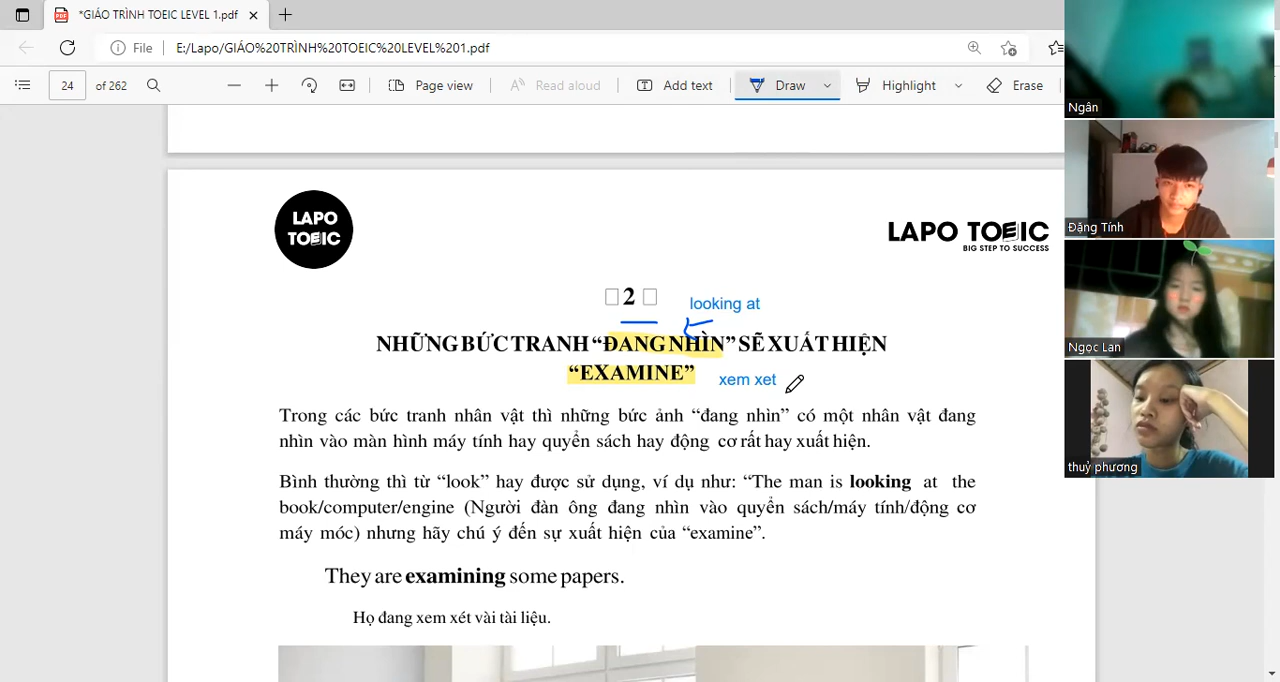 *GIÁO TRÌNH TOEIC LEVEL 1.pdf
File E:/Lapo/GIÁO%20TRÌNH%20TOEIC%20LEVEL%201.pdf
24 of 262 Page view Read aloud Add text Draw Highlight Erase
Ngân
Đặng Tính
Ngọc Lan
thuỷ phương
LAPO
TOEIC
LAPO TOEIC
BIG STEP TO SUCCESS
2
looking at
NHỮNG BỨC TRANH “ĐANG NHÌN” SẼ XUẤT HIỆN
“EXAMINE”
xem xet
Trong các bức tranh nhân vật thì những bức ảnh “đang nhìn” có một nhân vật đang
nhìn vào màn hình máy tính hay quyển sách hay động cơ rất hay xuất hiện.
Bình thường thì từ “look” hay được sử dụng, ví dụ như: “The man is looking at the
book/computer/engine (Người đàn ông đang nhìn vào quyển sách/máy tính/động cơ
máy móc) nhưng hãy chú ý đến sự xuất hiện của “examine”.
They are examining some papers.
Họ đang xem xét vài tài liệu.